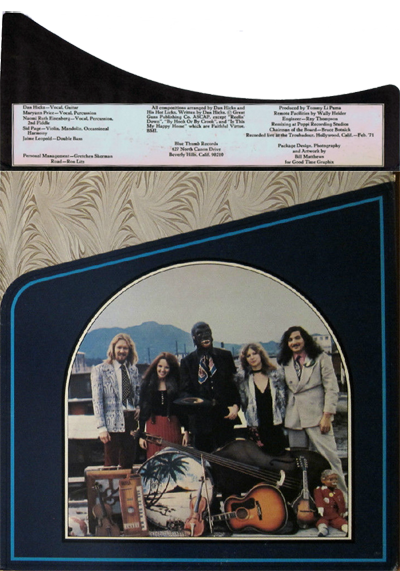 Dan Hicks—Vocal, Guitar
Maryann Price—Vocal, Percussion
Naomi Ruth Eisenberg—Vocal, Percussion,
2nd Fiddle
Sid Page—Violin, Mandolin, Occasional
Harmony
Jaime Leopold—Double Bass
Personal Management—Gretchen Sherman
Road—Ron Litz
All compositions arranged by Dan Hicks and
His Hot Licks. Written by Dan Hicks, © Great
Gans Publishing Co. ASCAP, except "Reelin'
Down", "By Hook Or By Crook", and "Is This
My Happy Home" which are Faithful Virtue.
BMI.
Blue Thumb Records
427 North Canon Drive
Beverly Hills, Calif. 90210
Produced by Tommy Li Puma
Remote Facilities by Wally Heider
Engineer—Ray Thompson
Remixing at Poppi Recording Studios
Chairman of the Board—Bruce Botnick
Recorded live at the Troubadour, Hollywood, Calif.—Feb. '71
Package Design, Photography
and Artwork by
Bill Matthews
for Good Time Graphix